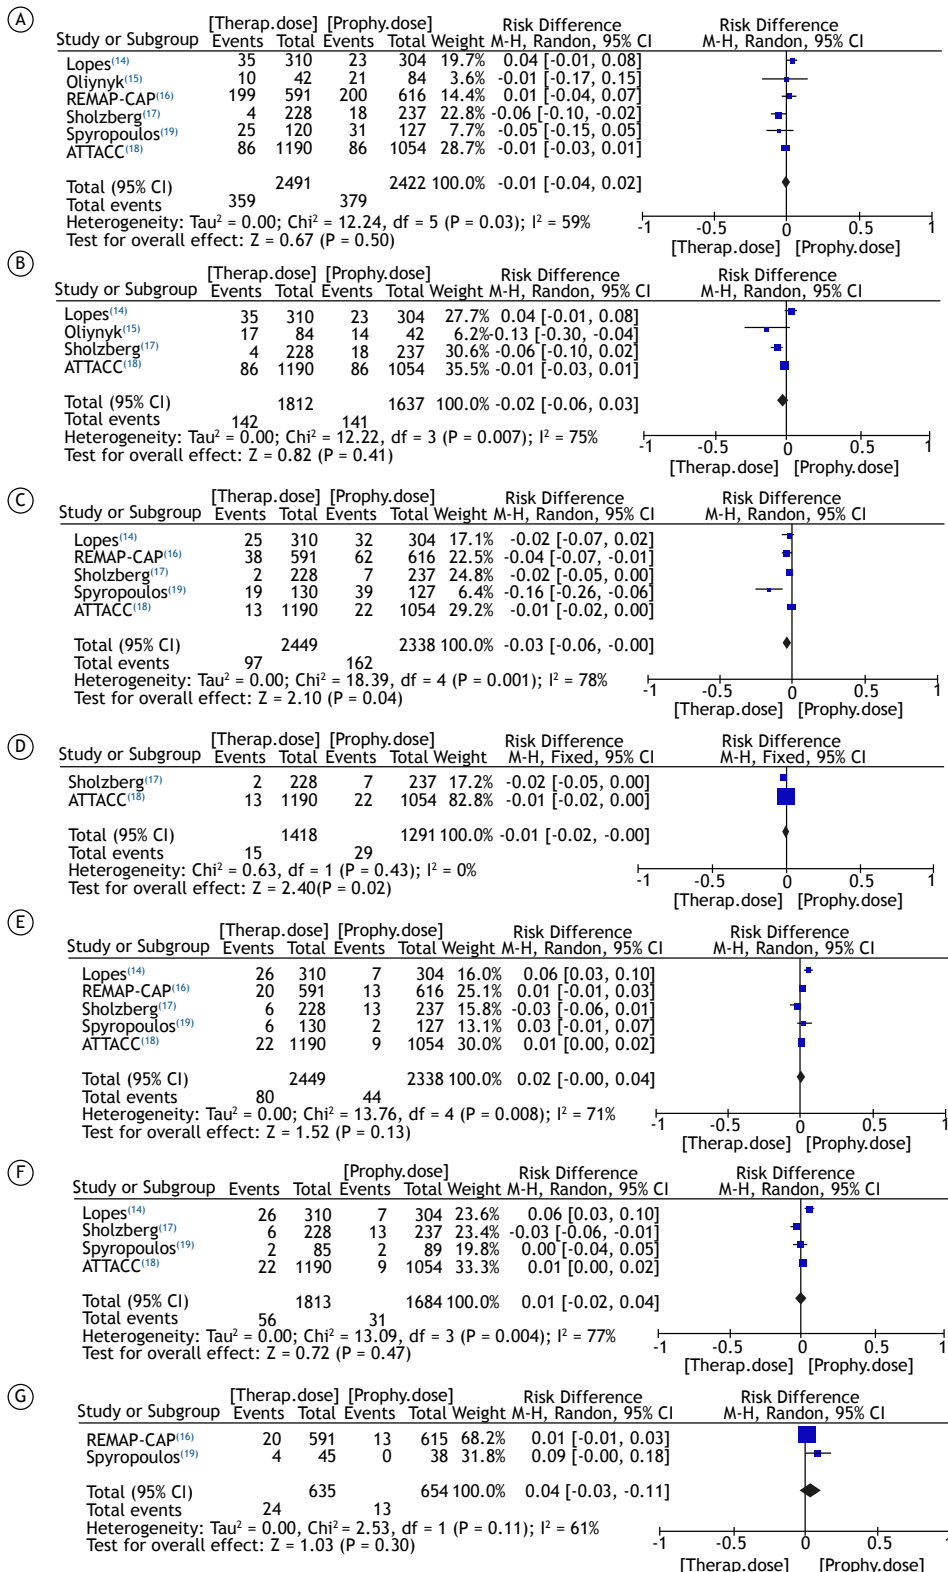 A
[Therap.dose] [Prophy.dose] Risk Difference Risk Difference
Study or Subgroup Events Total Events Total Weight M-H, Randon, 95% CI M-H, Randon, 95% CI
Lopes(14) 35 310 23 304 19.7% 0.04 [-0.01, 0.08]
Oliynyk(15) 10 42 21 84 3.6% -0.01 [-0.17, 0.15]
REMAP-CAP(16) 199 591 200 616 14.4% 0.01 [-0.04, 0.07]
Sholzberg(17) 4 228 18 237 22.8% -0.06 [-0.10, -0.02]
Spyropoulos(19) 25 120 31 127 7.7% -0.05 [-0.15, 0.05]
ATTACC(18) 86 1190 86 1054 28.7% -0.01 [-0.03, 0.01]
Total (95% CI) 2491 2422 100.0% -0.01 [-0.04, 0.02]
Total events 359 379
Heterogeneity: Tau² = 0.00; Chi² = 12.24, df = 5 (P = 0.03); I² = 59%
Test for overall effect: Z = 0.67 (P = 0.50)
-1 -0.5 0 0.5 1
[Therap.dose] [Prophy.dose]
B
[Therap.dose] [Prophy.dose] Risk Difference Risk Difference
Study or Subgroup Events Total Events Total Weight M-H, Randon, 95% CI M-H, Randon, 95% CI
Lopes(14) 35 310 23 304 27.7% 0.04 [-0.01, 0.08]
Oliynyk(15) 17 84 14 42 6.2% -0.13 [-0.30, -0.04]
Sholzberg(17) 4 228 18 237 30.6% -0.06 [-0.10, 0.02]
ATTACC(18) 86 1190 86 1054 35.5% -0.01 [-0.03, 0.01]
Total (95% CI) 1812 1637 100.0% -0.02 [-0.06, 0.03]
Total events 142 141
Heterogeneity: Tau² = 0.00; Chi² = 12.22, df = 3 (P = 0.007); I² = 75%
Test for overall effect: Z = 0.82 (P = 0.41)
-1 -0.5 0 0.5 1
[Therap.dose] [Prophy.dose]
C
[Therap.dose] [Prophy.dose] Risk Difference Risk Difference
Study or Subgroup Events Total Events Total Weight M-H, Randon, 95% CI M-H, Randon, 95% CI
Lopes(14) 25 310 32 304 17.1% -0.02 [-0.07, 0.02]
REMAP-CAP(16) 38 591 62 616 22.5% -0.04 [-0.07, -0.01]
Sholzberg(17) 2 228 7 237 24.8% -0.02 [-0.05, 0.00]
Spyropoulos(19) 19 130 39 127 6.4% -0.16 [-0.26, -0.06]
ATTACC(18) 13 1190 22 1054 29.2% -0.01 [-0.02, 0.00]
Total (95% CI) 2449 2338 100.0% -0.03 [-0.06, -0.00]
Total events 97 162
Heterogeneity: Tau² = 0.00; Chi² = 18.39, df = 4 (P = 0.001); I² = 78%
Test for overall effect: Z = 2.10 (P = 0.04)
-1 -0.5 0 0.5 1
[Therap.dose] [Prophy.dose]
D
[Therap.dose] [Prophy.dose] Risk Difference Risk Difference
Study or Subgroup Events Total Events Total Weight M-H, Fixed, 95% CI M-H, Fixed, 95% CI
Sholzberg(17) 2 228 7 237 17.2% -0.02 [-0.05, 0.00]
ATTACC(18) 13 1190 22 1054 82.8% -0.01 [-0.02, 0.00]
Total (95% CI) 1418 1291 100.0% -0.01 [-0.02, -0.00]
Total events 15 29
Heterogeneity: Chi² = 0.63, df = 1 (P = 0.43); I² = 0%
Test for overall effect: Z = 2.40(P = 0.02)
-1 -0.5 0 0.5 1
[Therap.dose] [Prophy.dose]
E
[Therap.dose] [Prophy.dose] Risk Difference Risk Difference
Study or Subgroup Events Total Events Total Weight M-H, Randon, 95% CI M-H, Randon, 95% CI
Lopes(14) 26 310 7 304 16.0% 0.06 [0.03, 0.10]
REMAP-CAP(16) 20 591 13 616 25.1% 0.01 [-0.01, 0.03]
Sholzberg(17) 6 228 13 237 15.8% -0.03 [-0.06, 0.01]
Spyropoulos(19) 6 130 2 127 13.1% 0.03 [-0.01, 0.07]
ATTACC(18) 22 1190 9 1054 30.0% 0.01 [0.00, 0.02]
Total (95% CI) 2449 2338 100.0% 0.02 [-0.00, 0.04]
Total events 80 44
Heterogeneity: Tau² = 0.00; Chi² = 13.76, df = 4 (P = 0.008); I² = 71%
Test for overall effect: Z = 1.52 (P = 0.13)
-1 -0.5 0 0.5 1
[Therap.dose] [Prophy.dose]
F
[Prophy.dose] Risk Difference Risk Difference
Study or Subgroup Events Total Events Total Weight M-H, Randon, 95% CI M-H, Randon, 95% CI
Lopes(14) 26 310 7 304 23.6% 0.06 [0.03, 0.10]
Sholzberg(17) 6 228 13 237 23.4% -0.03 [-0.06, -0.01]
Spyropoulos(19) 2 85 2 89 19.8% 0.00 [-0.04, 0.05]
ATTACC(18) 22 1190 9 1054 33.3% 0.01 [0.00, 0.02]
Total (95% CI) 1813 1684 100.0% 0.01 [-0.02, 0.04]
Total events 56 31
Heterogeneity: Tau² = 0.00; Chi² = 13.09, df = 3 (P = 0.004); I² = 77%
Test for overall effect: Z = 0.72 (P = 0.47)
-1 -0.5 0 0.5 1
[Therap.dose] [Prophy.dose]
G
[Therap.dose] [Prophy.dose] Risk Difference Risk Difference
Study or Subgroup Events Total Events Total Weight M-H, Randon, 95% CI M-H, Randon, 95% CI
REMAP-CAP(16) 20 591 13 615 68.2% 0.01 [-0.01, 0.03]
Spyropoulos(19) 4 45 0 38 31.8% 0.09 [-0.00, 0.18]
Total (95% CI) 635 654 100.0% 0.04 [-0.03, -0.11]
Total events 24 13
Heterogeneity: Tau² = 0.00, Chi² = 2.53, df = 1 (P = 0.11); I² = 61%
Test for overall effect: Z = 1.03 (P = 0.30)
-1 -0.5 0 0.5 1
[Therap.dose] [Prophy.dose]